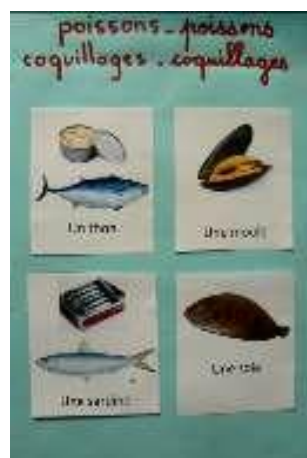 poissons - poissons
coquillages - coquillages
Un thon
Une moule
Une sardine
Une sole